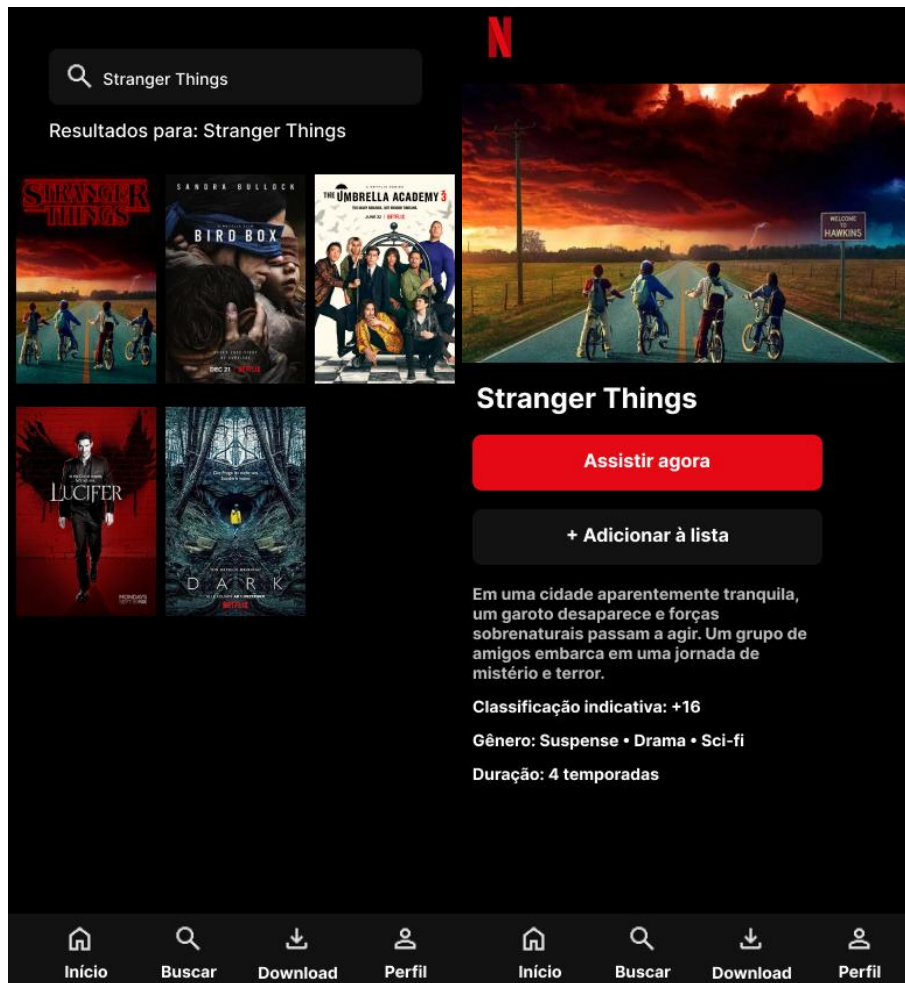 Stranger Things
Resultados para: Stranger Things
STRANGER
THINGS
SANDRA BULLOCK
BIRD BOX
DEC 21 | NETFLIX
THE UMBRELLA ACADEMY 3
JUNE 22 | NETFLIX
LUCIFER
MONDAYS
DARK
NETFLIX
Início
Buscar
Download
Perfil
N
WELCOME
TO
HAWKINS
Stranger Things
Assistir agora
+ Adicionar à lista
Em uma cidade aparentemente tranquila,
um garoto desaparece e forças
sobrenaturais passam a agir. Um grupo de
amigos embarca em uma jornada de
mistério e terror.
Classificação indicativa: +16
Gênero: Suspense • Drama • Sci-fi
Duração: 4 temporadas
Início
Buscar
Download
Perfil